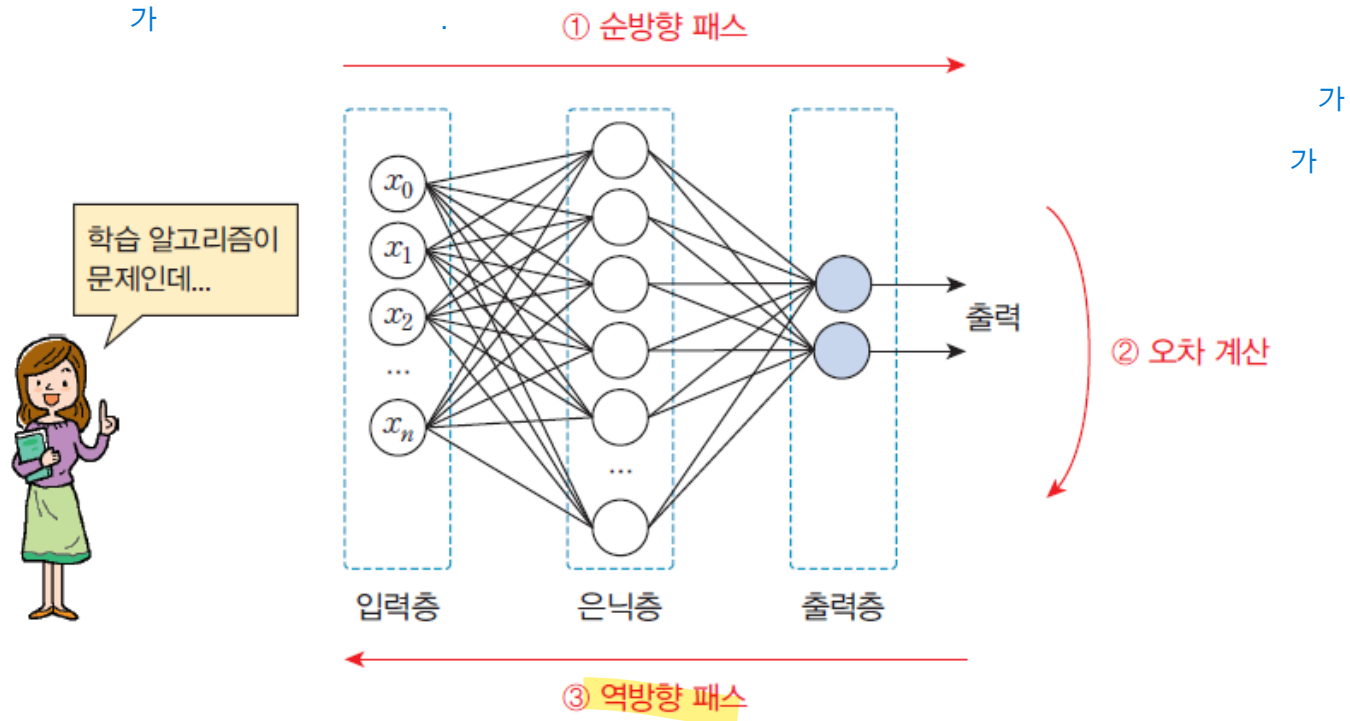 가
.
① 순방향 패스
가
가
학습 알고리즘이
문제인데...
x₀
x₁
x₂
...
xₙ
...
출력
② 오차 계산
입력층 은닉층 출력층
③ 역방향 패스